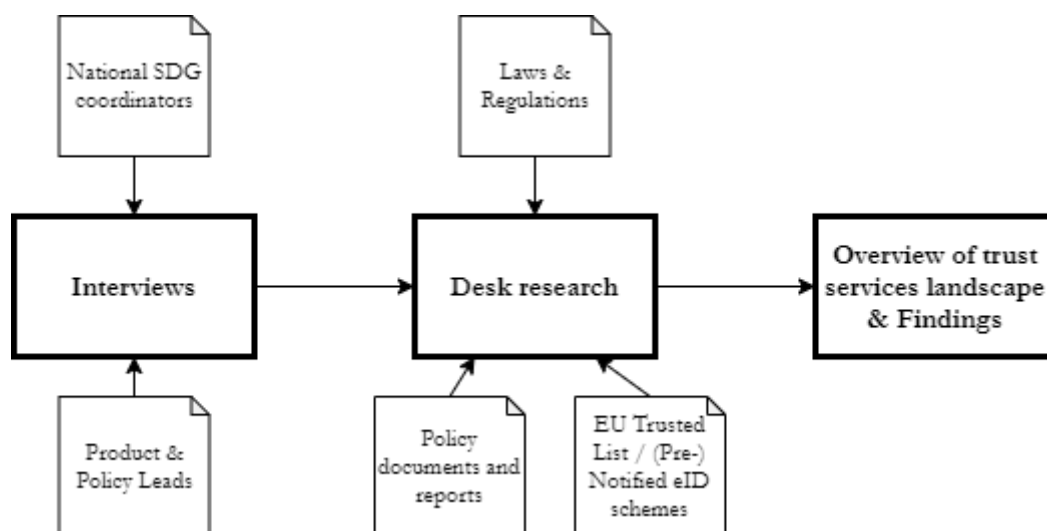 National SDG
coordinators
Laws &
Regulations
Interviews
Desk research
Overview of trust
services landscape
& Findings
Product &
Policy Leads
Policy
documents and
reports
EU Trusted
List / (Pre-)
Notified eID
schemes